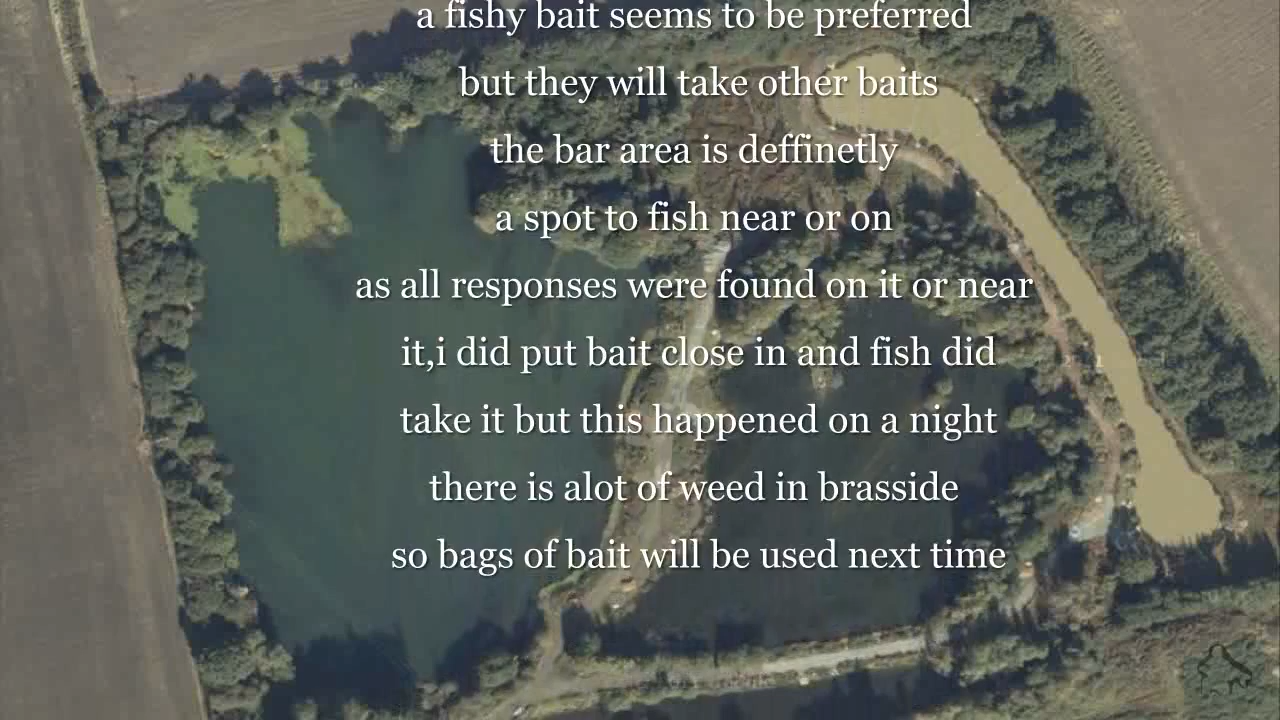 a fishy bait seems to be preferred
but they will take other baits
the bar area is deffinetly
a spot to fish near or on
as all responses were found on it or near
it,i did put bait close in and fish did
take it but this happened on a night
there is alot of weed in brasside
so bags of bait will be used next time